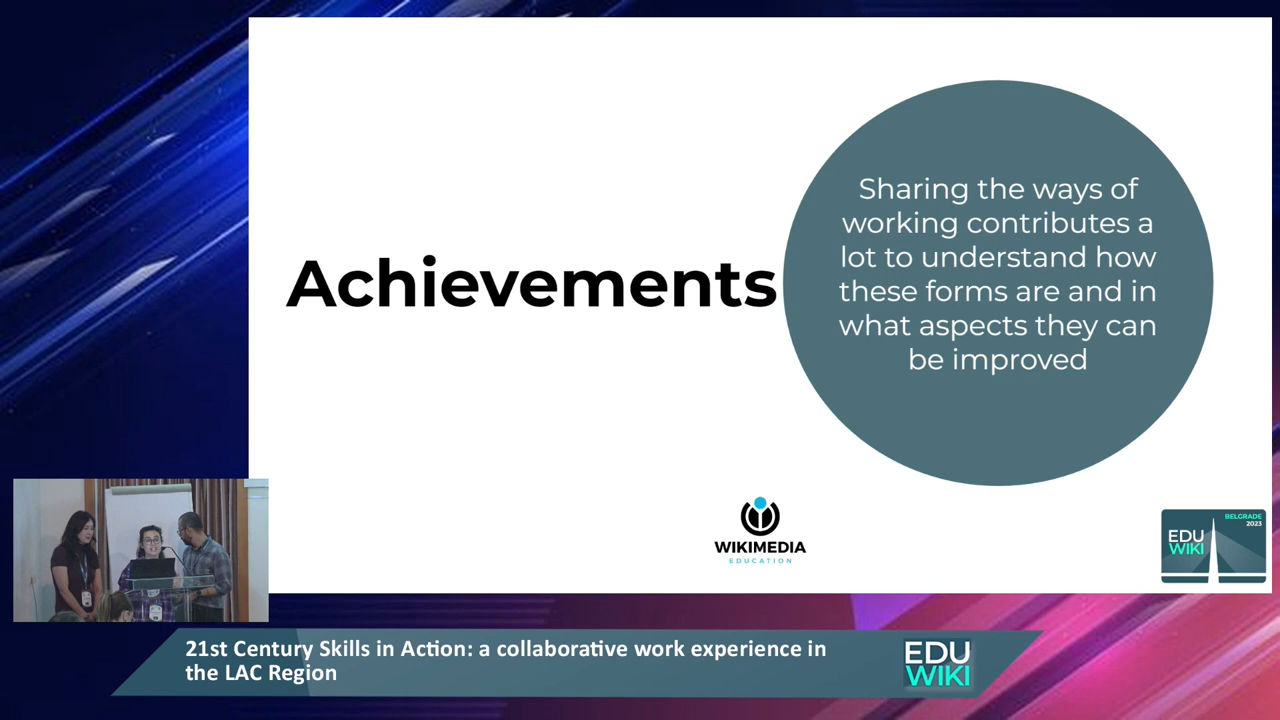 Achievements
Sharing the ways of
working contributes a
lot to understand how
these forms are and in
what aspects they can
be improved
WIKIMEDIA
EDUCATION
BELGRADE
2023
EDU
WIKI
21st Century Skills in Action: a collaborative work experience in
the LAC Region
EDU
WIKI